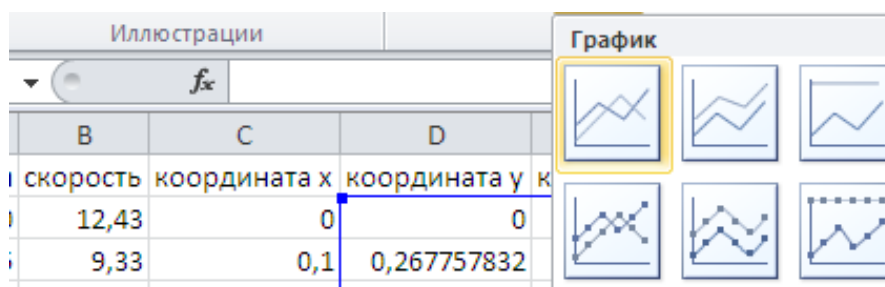 Иллюстрации
График
fx
B C D
скорость координата x координата y
12,43 0 0
9,33 0,1 0,267757832